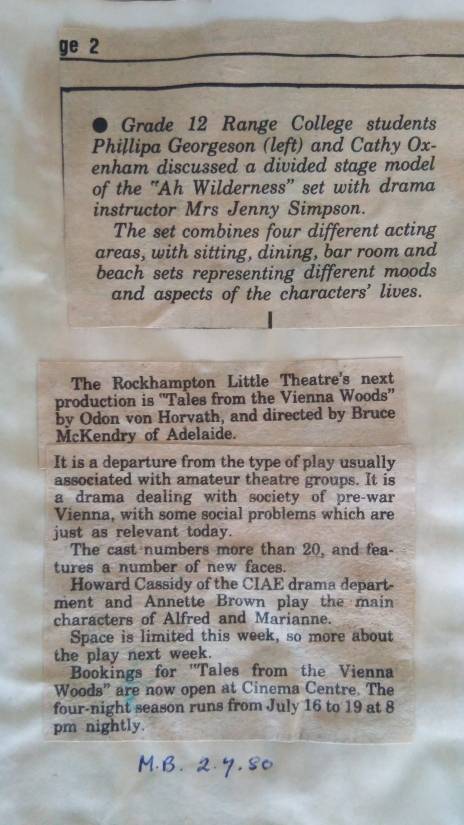 ge 2
● Grade 12 Range College students
Phillipa Georgeson (left) and Cathy Ox-
enham discussed a divided stage model
of the "Ah Wilderness" set with drama
instructor Mrs Jenny Simpson.
The set combines four different acting
areas, with sitting, dining, bar room and
beach sets representing different moods
and aspects of the characters' lives.
The Rockhampton Little Theatre's next
production is "Tales from the Vienna Woods"
by Odon von Horvath, and directed by Bruce
McKendry of Adelaide.
It is a departure from the type of play usually
associated with amateur theatre groups. It is
a drama dealing with society of pre-war
Vienna, with some social problems which are
just as relevant today.
The cast numbers more than 20, and fea-
tures a number of new faces.
Howard Cassidy of the CIAE drama depart-
ment and Annette Brown play the main
characters of Alfred and Marianne.
Space is limited this week, so more about
the play next week.
Bookings for "Tales from the Vienna
Woods" are now open at Cinema Centre. The
four-night season runs from July 16 to 19 at 8
pm nightly.
M.B. 2.7.80